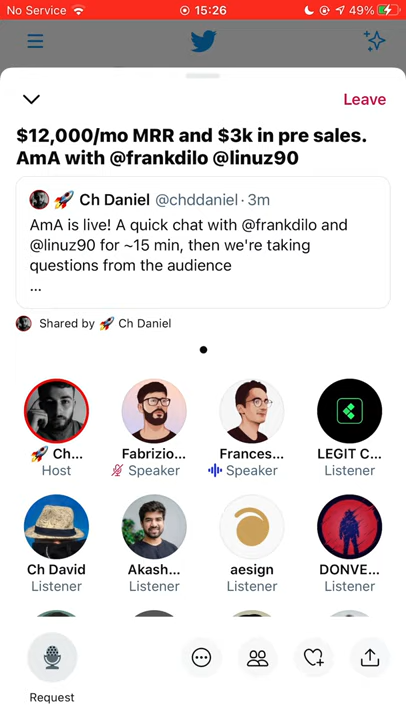 No Service 15:26 49%
Leave
$12,000/mo MRR and $3k in pre sales.
AmA with @frankdilo @linuz90
🚀 Ch Daniel @chddaniel · 3m
AmA is live! A quick chat with @frankdilo and
@linuz90 for ~15 min, then we're taking
questions from the audience
...
Shared by 🚀 Ch Daniel
🚀 Ch... Fabrizio... Frances... LEGIT C...
Host Speaker Speaker Listener
Ch David Akash... aesign DONVE...
Listener Listener Listener Listener
Request